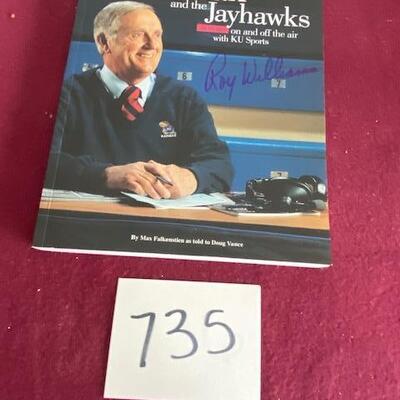 and the Jayhawks
on and off the air
with KU Sports
Roy Williams
By Max Falkenstien as told to Doug Vance
735